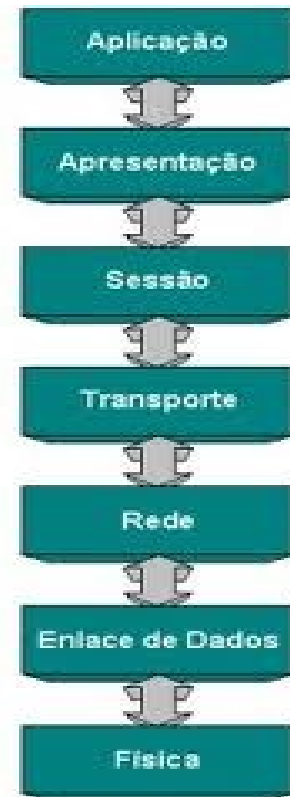 Aplicação
Apresentação
Sessão
Transporte
Rede
Enlace de Dados
Física